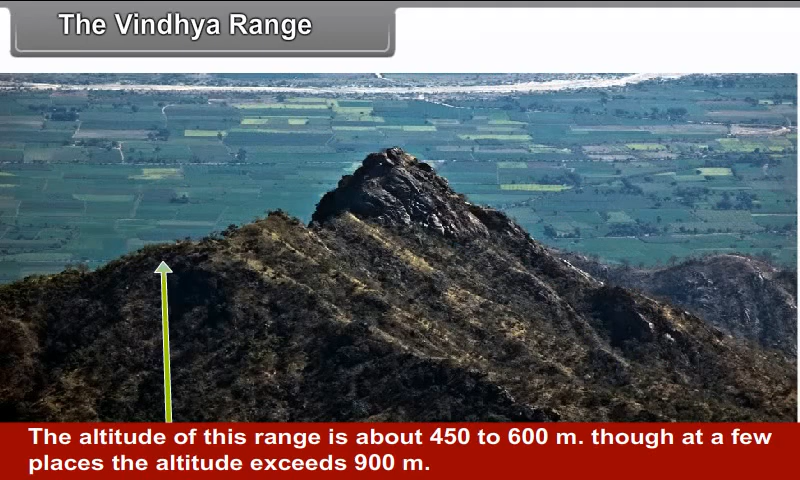 The Vindhya Range
The altitude of this range is about 450 to 600 m. though at a few
places the altitude exceeds 900 m.